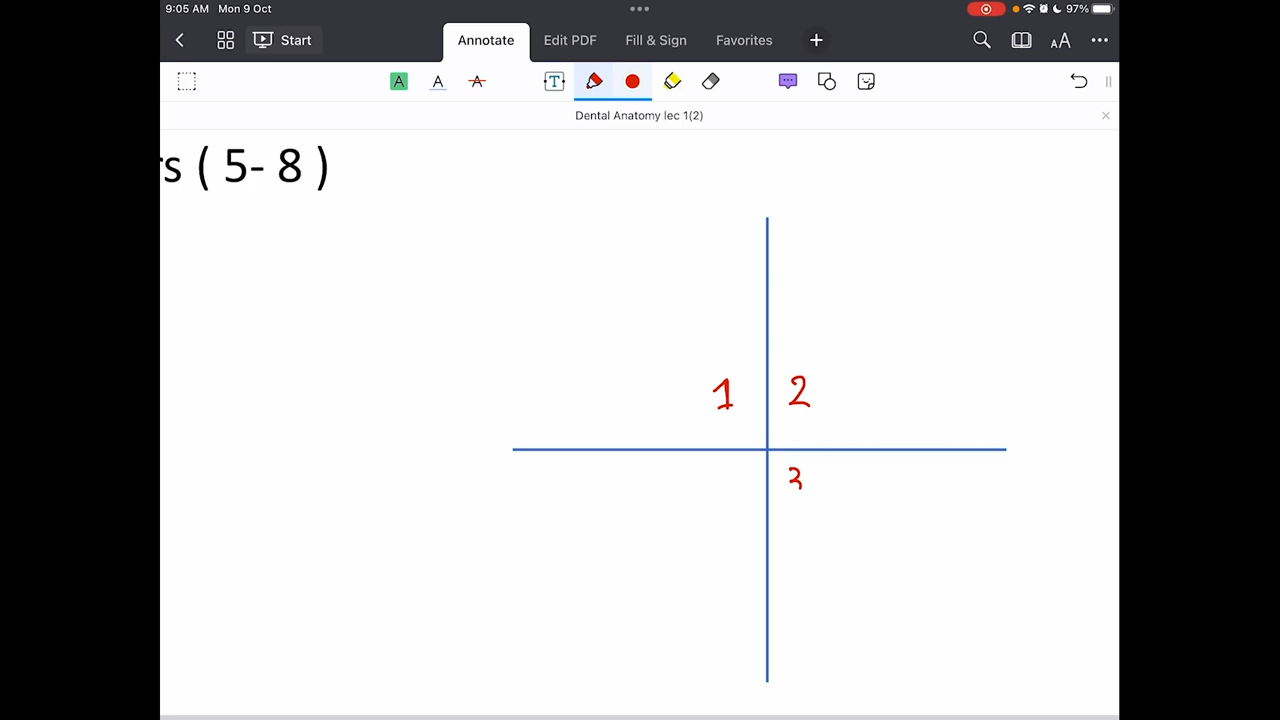 9:05 AM Mon 9 Oct 97%
Start Annotate Edit PDF Fill & Sign Favorites + AA
A A A T
Dental Anatomy lec 1(2)
rs ( 5- 8 )
1 2
3